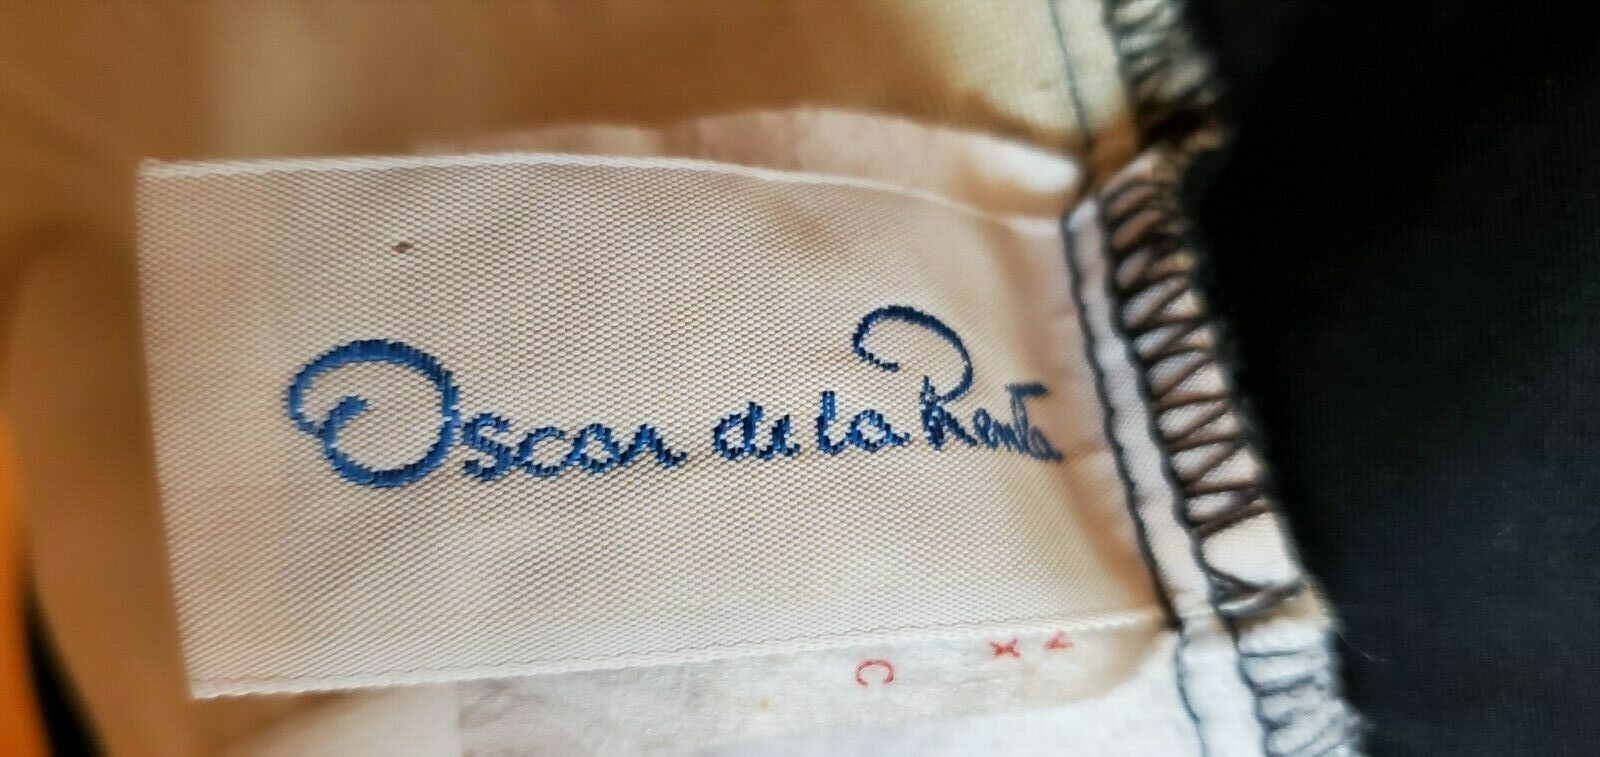 Oscar de la Renta